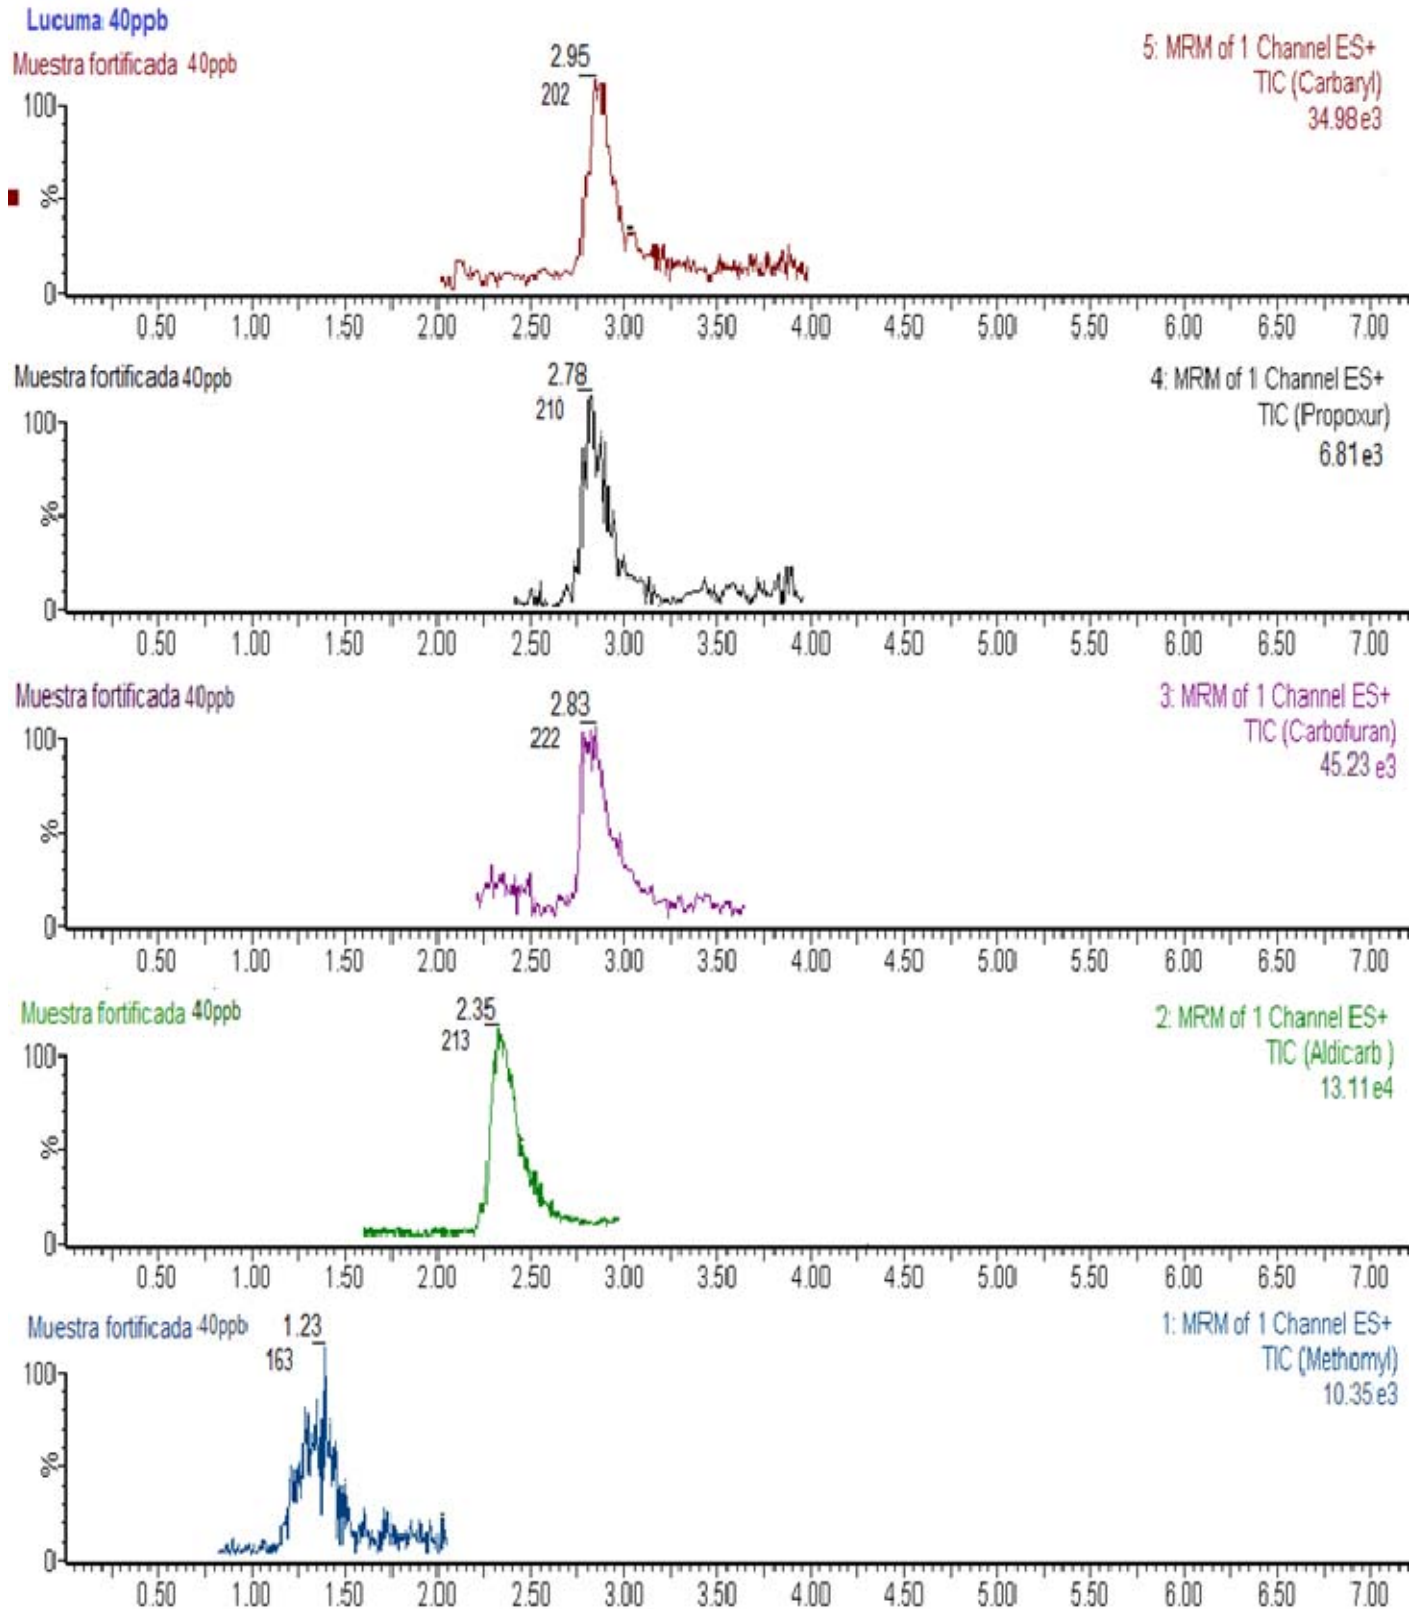 Lucuma 40ppb
Muestra fortificada 40ppb
2.95
202
5: MRM of 1 Channel ES+
TIC (Carbaryl)
34.98 e3
100
%
0
0.50 1.00 1.50 2.00 2.50 3.00 3.50 4.00 4.50 5.00 5.50 6.00 6.50 7.00
Muestra fortificada 40ppb
2.78
210
4: MRM of 1 Channel ES+
TIC (Propoxur)
6.81 e3
100
%
0
0.50 1.00 1.50 2.00 2.50 3.00 3.50 4.00 4.50 5.00 5.50 6.00 6.50 7.00
Muestra fortificada 40ppb
2.83
222
3: MRM of 1 Channel ES+
TIC (Carbofuran)
45.23 e3
100
%
0
0.50 1.00 1.50 2.00 2.50 3.00 3.50 4.00 4.50 5.00 5.50 6.00 6.50 7.00
Muestra fortificada 40ppb
2.35
213
2: MRM of 1 Channel ES+
TIC (Aldicarb )
13.11 e4
100
%
0
0.50 1.00 1.50 2.00 2.50 3.00 3.50 4.00 4.50 5.00 5.50 6.00 6.50 7.00
Muestra fortificada 40ppb
1.23
163
1: MRM of 1 Channel ES+
TIC (Methomyl)
10.35 e3
100
%
0
0.50 1.00 1.50 2.00 2.50 3.00 3.50 4.00 4.50 5.00 5.50 6.00 6.50 7.00